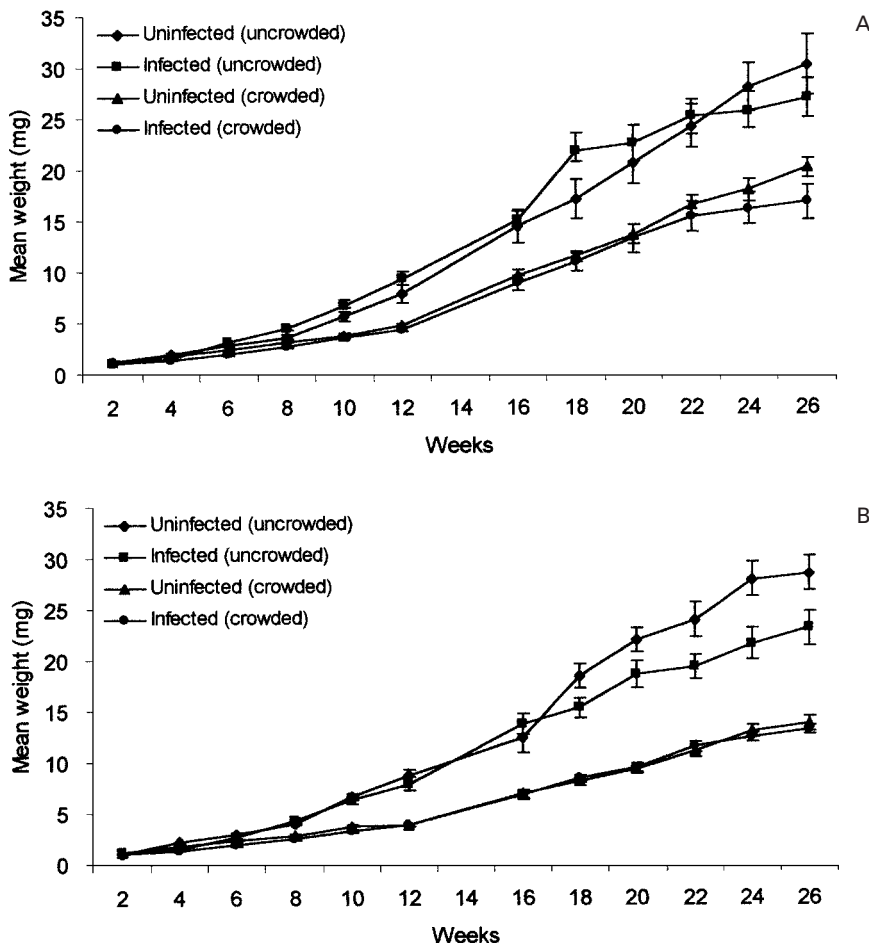 A
35
30
25
20
15
10
5
0
Mean weight (mg)
Uninfected (uncrowded)
Infected (uncrowded)
Uninfected (crowded)
Infected (crowded)
2 4 6 8 10 12 14 16 18 20 22 24 26
Weeks
B
35
30
25
20
15
10
5
0
Mean weight (mg)
Uninfected (uncrowded)
Infected (uncrowded)
Uninfected (crowded)
Infected (crowded)
2 4 6 8 10 12 14 16 18 20 22 24 26
Weeks